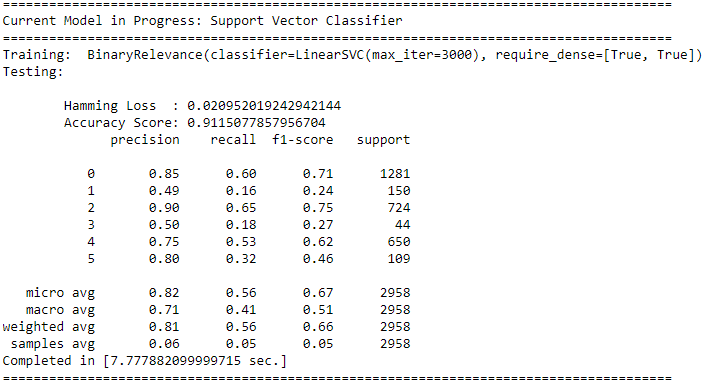 =====================================================================================
Current Model in Progress: Support Vector Classifier
=====================================================================================
Training:  BinaryRelevance(classifier=LinearSVC(max_iter=3000), require_dense=[True, True])
Testing:
        Hamming Loss  : 0.020952019242942144
        Accuracy Score: 0.9115077857956704
              precision    recall  f1-score   support
           0       0.85      0.60      0.71      1281
           1       0.49      0.16      0.24       150
           2       0.90      0.65      0.75       724
           3       0.50      0.18      0.27        44
           4       0.75      0.53      0.62       650
           5       0.80      0.32      0.46       109
   micro avg       0.82      0.56      0.67      2958
   macro avg       0.71      0.41      0.51      2958
weighted avg       0.81      0.56      0.66      2958
 samples avg       0.06      0.05      0.05      2958
Completed in [7.777882099999715 sec.]
=====================================================================================